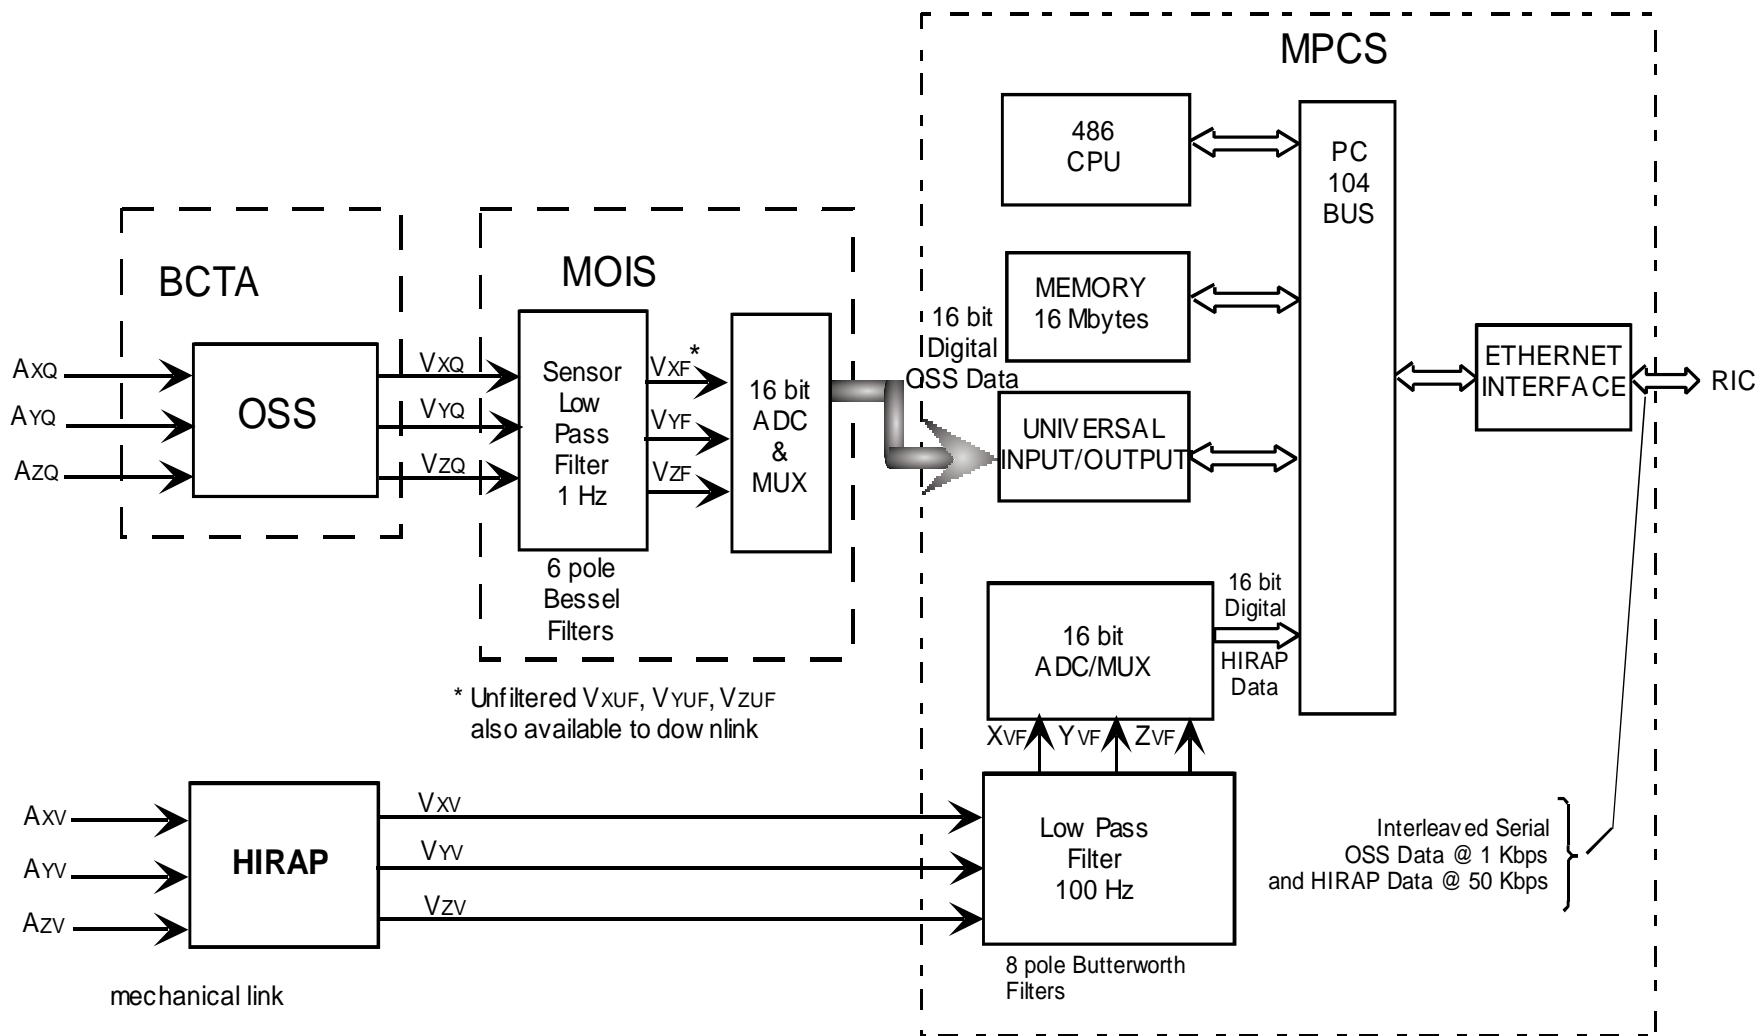 MPCS
486
CPU
PC
104
BUS
MEMORY
16 Mbytes
ETHERNET
INTERFACE
RIC
UNIVERSAL
INPUT/OUTPUT
16 bit
Digital
OSS Data
BCTA
OSS
AXQ
AYQ
AZQ
VXQ
VYQ
VZQ
MOIS
Sensor
Low
Pass
Filter
1 Hz
VXF*
VYF
VZF
16 bit
ADC
&
MUX
6 pole
Bessel
Filters
* Unfiltered VXUF, VYUF, VZUF
also available to dow nlink
16 bit
ADC/MUX
16 bit
Digital
HIRAP
Data
XVF YVF ZVF
AXV
AYV
AZV
HIRAP
VXV
VYV
VZV
Low Pass
Filter
100 Hz
8 pole Butterworth
Filters
Interleaved Serial
OSS Data @ 1 Kbps
and HIRAP Data @ 50 Kbps
mechanical link